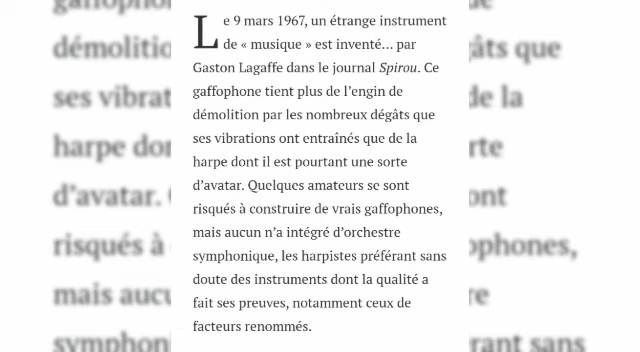 Le 9 mars 1967, un étrange instrument
de « musique » est inventé… par
Gaston Lagaffe dans le journal Spirou. Ce
gaffophone tient plus de l’engin de
démolition par les nombreux dégâts que
ses vibrations ont entraînés que de la
harpe dont il est pourtant une sorte
d’avatar. Quelques amateurs se sont
risqués à construire de vrais gaffophones,
mais aucun n’a intégré d’orchestre
symphonique, les harpistes préférant sans
doute des instruments dont la qualité a
fait ses preuves, notamment ceux de
facteurs renommés.